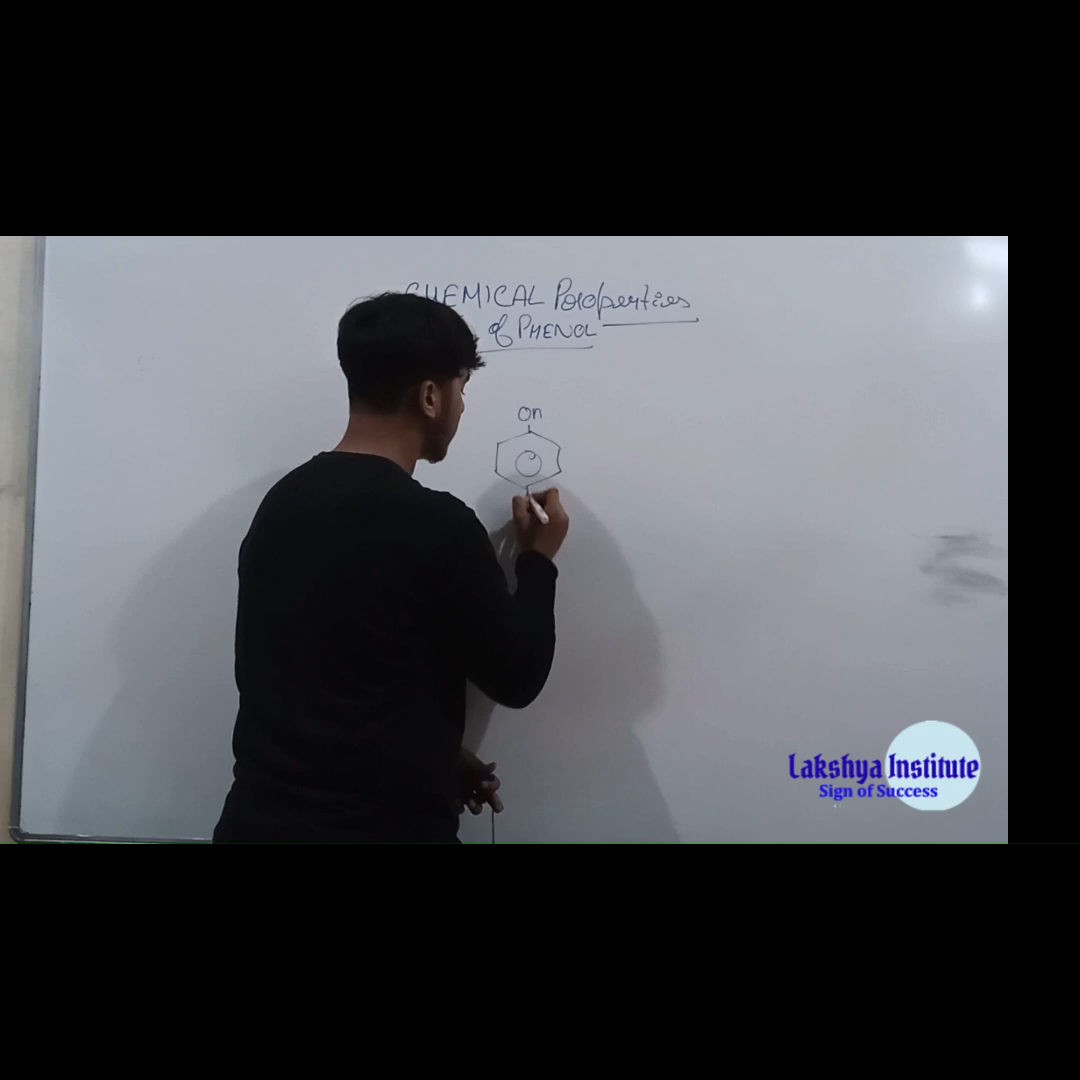 CHEMICAL Properties
of PHENOL
OH
Lakshya Institute
Sign of Success